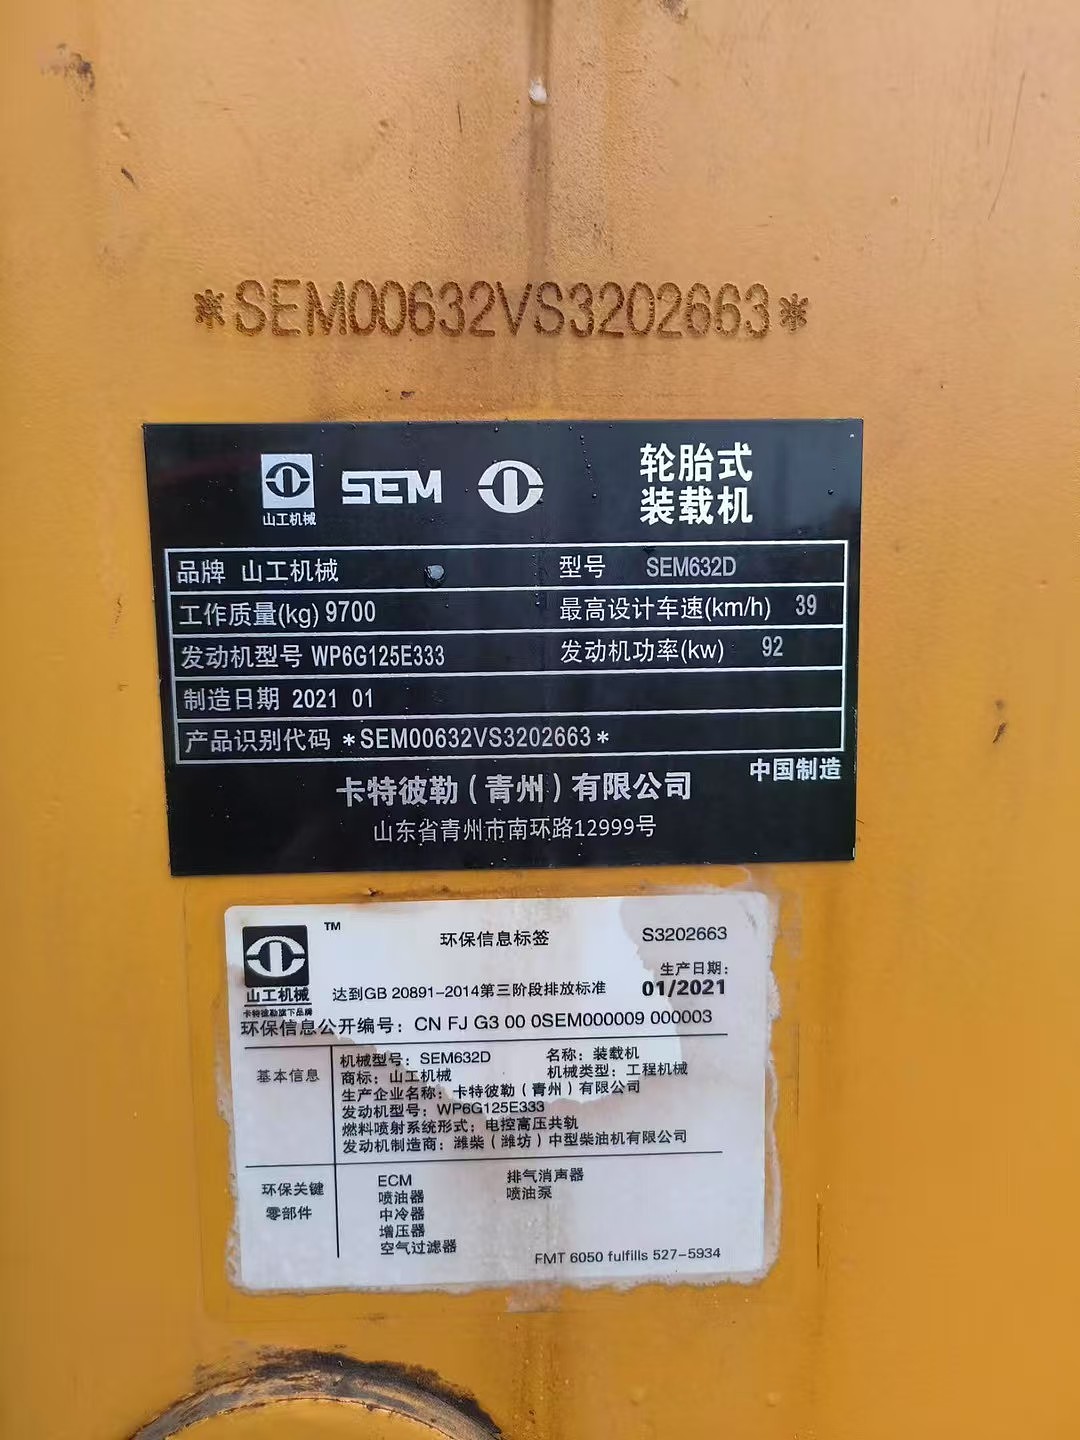 *SEM00632VS3202663*
山工机械
SEM
轮胎式
装载机
品牌 山工机械 型号 SEM632D
工作质量(kg) 9700 最高设计车速(km/h) 39
发动机型号 WP6G125E333 发动机功率(kw) 92
制造日期 2021 01
产品识别代码 *SEM00632VS3202663*
中国制造
卡特彼勒(青州)有限公司
山东省青州市南环路12999号
TM
环保信息标签
S3202663
生产日期:
01/2021
山工机械
卡特彼勒旗下品牌
达到GB 20891-2014第三阶段排放标准
环保信息公开编号: CN FJ G3 00 0SEM000009 000003
基本信息
机械型号: SEM632D 名称: 装载机
商标: 山工机械 机械类型: 工程机械
生产企业名称: 卡特彼勒(青州)有限公司
发动机型号: WP6G125E333
燃料喷射系统形式: 电控高压共轨
发动机制造商: 潍柴(潍坊)中型柴油机有限公司
环保关键
零部件
ECM 排气消声器
喷油器 喷油泵
中冷器
增压器
空气过滤器
FMT 6050 fulfills 527-5934